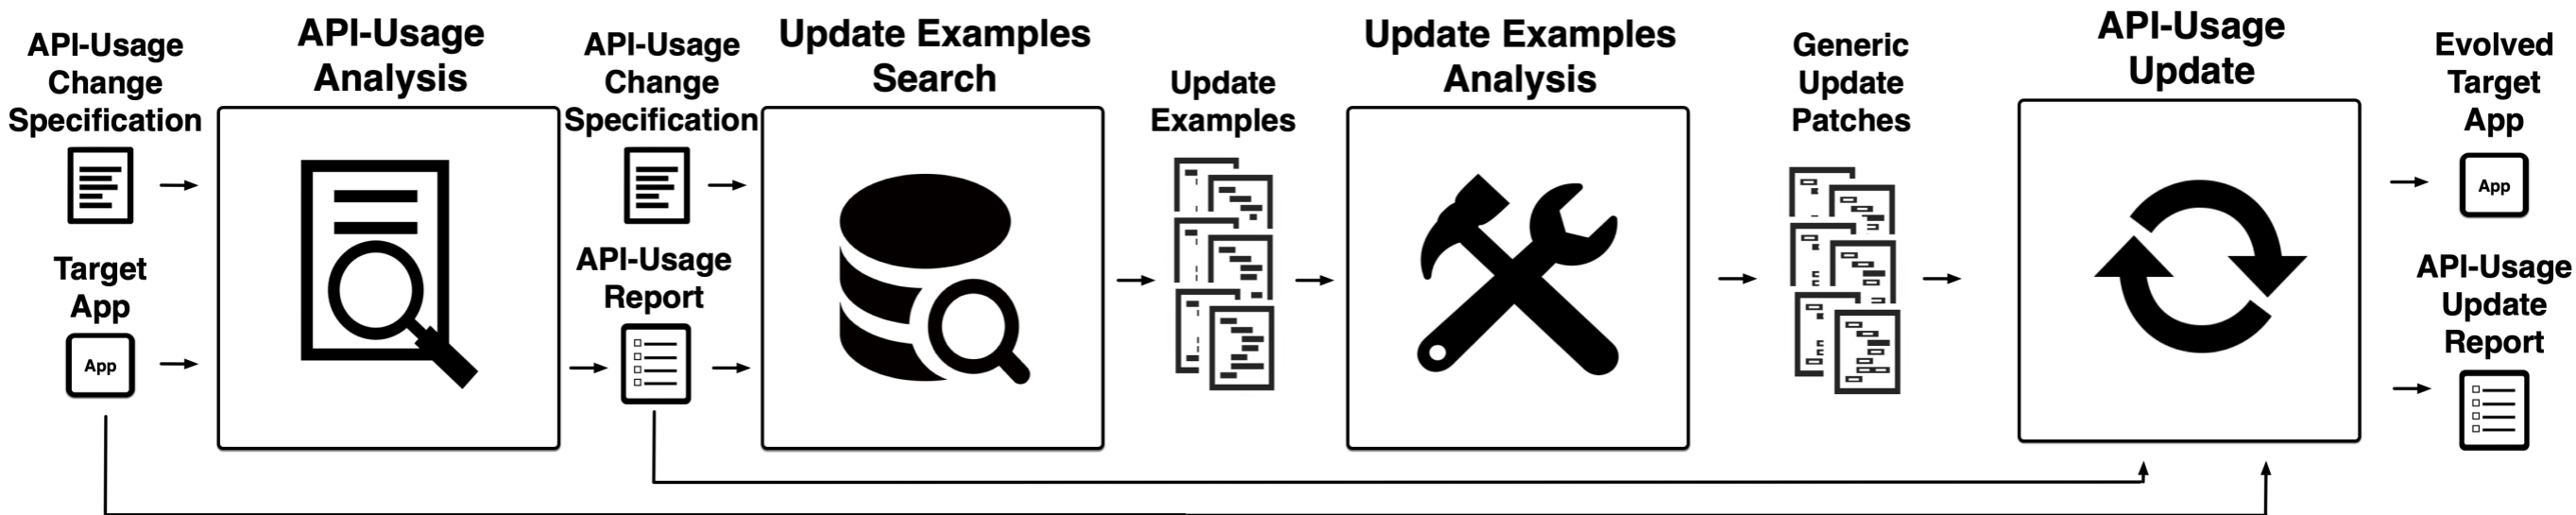 API-Usage
Change
Specification
Target
App
App
API-Usage
Analysis
API-Usage
Change
Specification
API-Usage
Report
Update Examples
Search
Update
Examples
Update Examples
Analysis
Generic
Update
Patches
API-Usage
Update
Evolved
Target
App
App
API-Usage
Update
Report